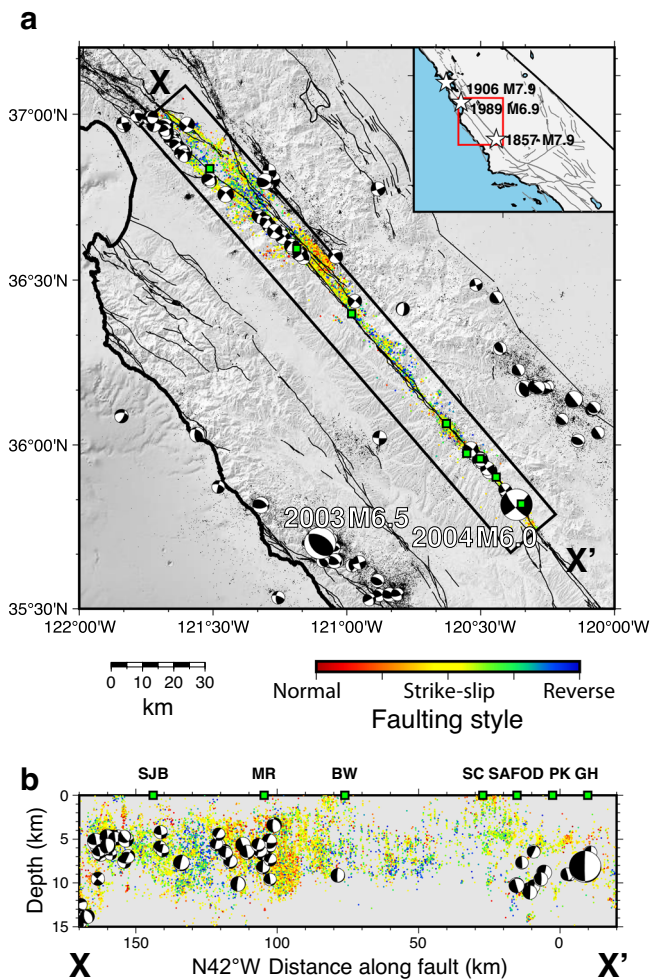 a
X
1906 M7.9
1989 M6.9
1857 M7.9
37°00'N
36°30'N
36°00'N
35°30'N
2003 M6.5
2004 M6.0
X'
122°00'W 121°30'W 121°00'W 120°30'W 120°00'W
0 10 20 30
km
Normal Strike-slip Reverse
Faulting style
b
SJB MR BW SC SAFOD PK GH
0
5
10
15
Depth (km)
150 100 50 0
X N42°W Distance along fault (km) X'